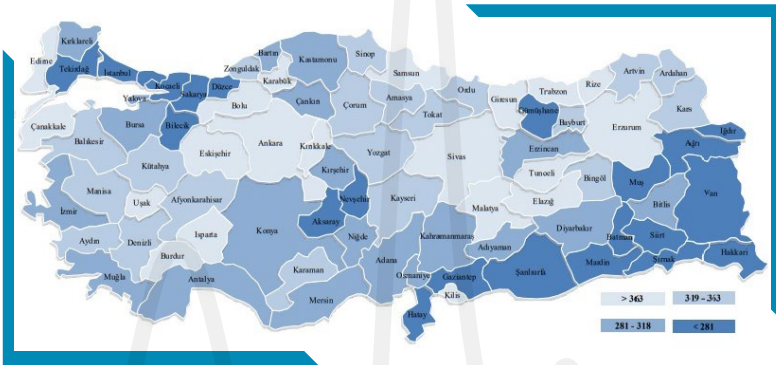 Kırklareli
Edirne
Tekirdağ
İstanbul
Kocaeli
Yalova
Sakarya
Düzce
Zonguldak
Bartın
Karabük
Kastamonu
Sinop
Samsun
Bolu
Çankırı
Çorum
Amasya
Tokat
Ordu
Giresun
Trabzon
Rize
Artvin
Ardahan
Gümüşhane
Bayburt
Kars
Erzurum
Iğdır
Ağrı
Çanakkale
Balıkesir
Bursa
Bilecik
Eskişehir
Ankara
Kırıkkale
Kırşehir
Yozgat
Sivas
Erzincan
Tunceli
Bingöl
Muş
Van
Kütahya
Manisa
Uşak
Afyonkarahisar
İzmir
Aydın
Denizli
Isparta
Burdur
Muğla
Antalya
Konya
Aksaray
Nevşehir
Niğde
Kayseri
Karaman
Mersin
Adana
Osmaniye
Kahramanmaraş
Malatya
Elazığ
Adıyaman
Diyarbakır
Batman
Bitlis
Siirt
Mardin
Şırnak
Hakkari
Gaziantep
Şanlıurfa
Kilis
Hatay
> 363
319 – 363
281 - 318
< 281